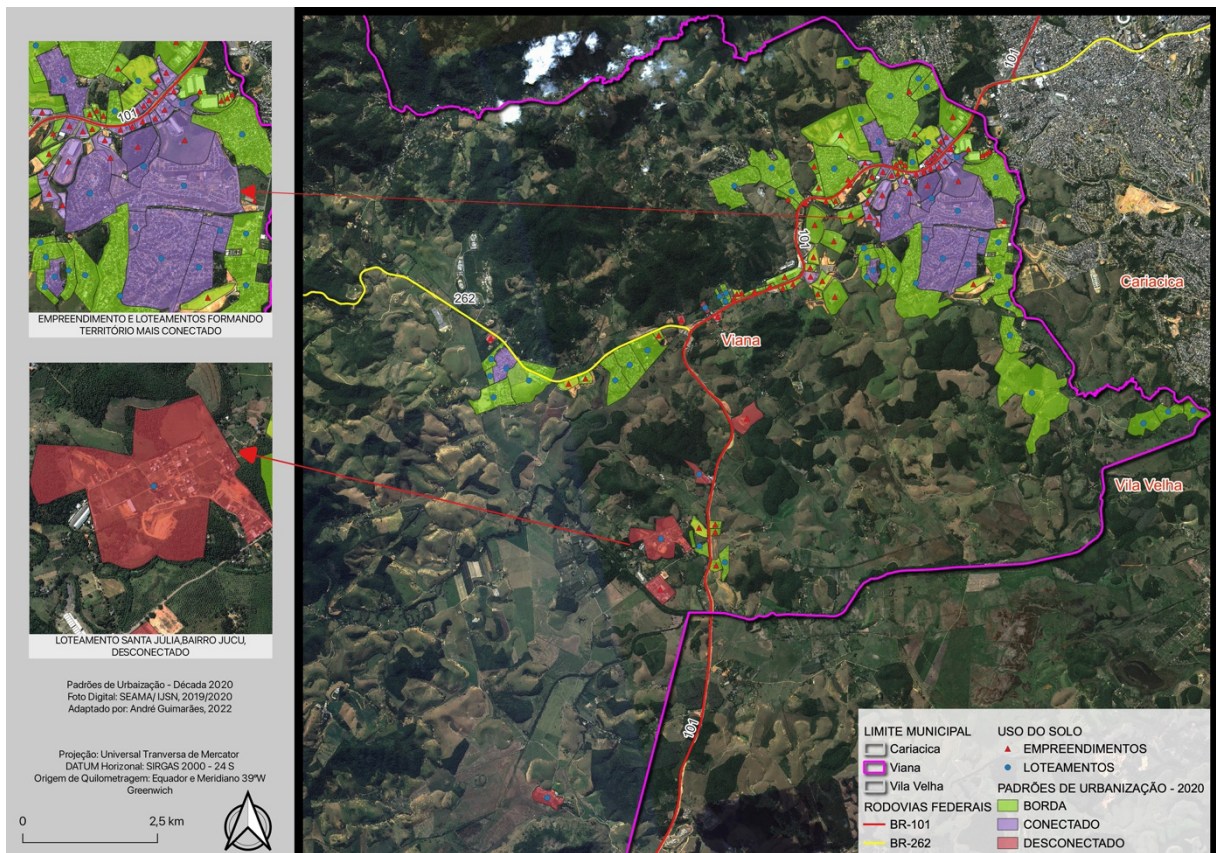 EMPREENDIMENTO E LOTEAMENTOS FORMANDO
TERRITÓRIO MAIS CONECTADO
LOTEAMENTO SANTA JÚLIA,BAIRRO JUCU,
DESCONECTADO
Padrões de Urbaização - Década 2020
Foto Digital: SEAMA/ IJSN, 2019/2020
Adaptado por: André Guimarães, 2022
Projeção: Universal Tranversa de Mercator
DATUM Horizonal: SIRGAS 2000 - 24 S
Origem de Quilometragem: Equador e Meridiano 39ºW
Greenwich
0 2,5 km
101
101
101
262
Viana
Cariacica
Vila Velha
101
LIMITE MUNICIPAL
Cariacica
Viana
Vila Velha
RODOVIAS FEDERAIS
BR-101
BR-262
USO DO SOLO
EMPREENDIMENTOS
LOTEAMENTOS
PADRÕES DE URBANIZAÇÃO - 2020
BORDA
CONECTADO
DESCONECTADO